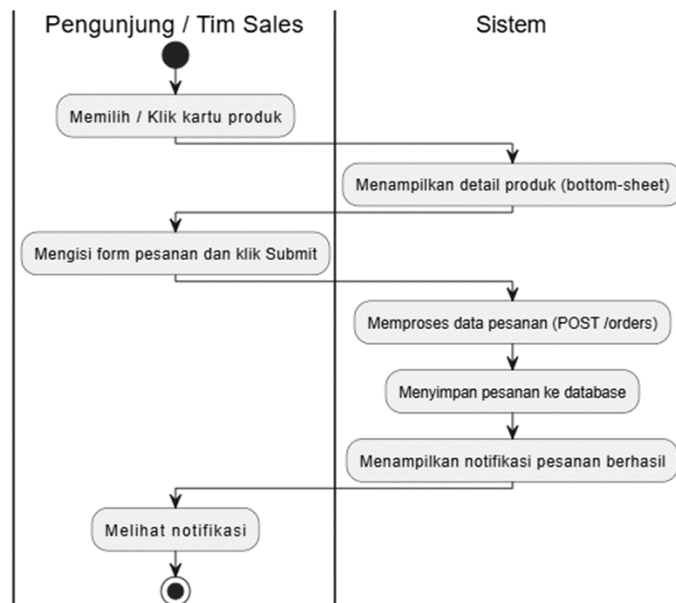 Pengunjung / Tim Sales
Sistem
Memilih / Klik kartu produk
Menampilkan detail produk (bottom-sheet)
Mengisi form pesanan dan klik Submit
Memproses data pesanan (POST /orders)
Menyimpan pesanan ke database
Menampilkan notifikasi pesanan berhasil
Melihat notifikasi